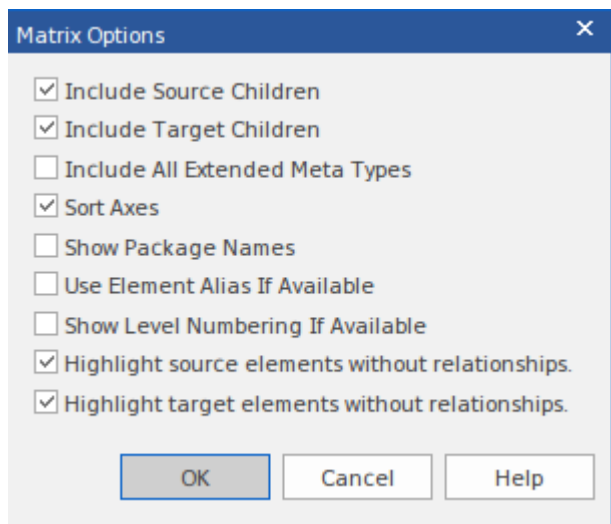 Matrix Options
Include Source Children
Include Target Children
Include All Extended Meta Types
Sort Axes
Show Package Names
Use Element Alias If Available
Show Level Numbering If Available
Highlight source elements without relationships.
Highlight target elements without relationships.
OK Cancel Help